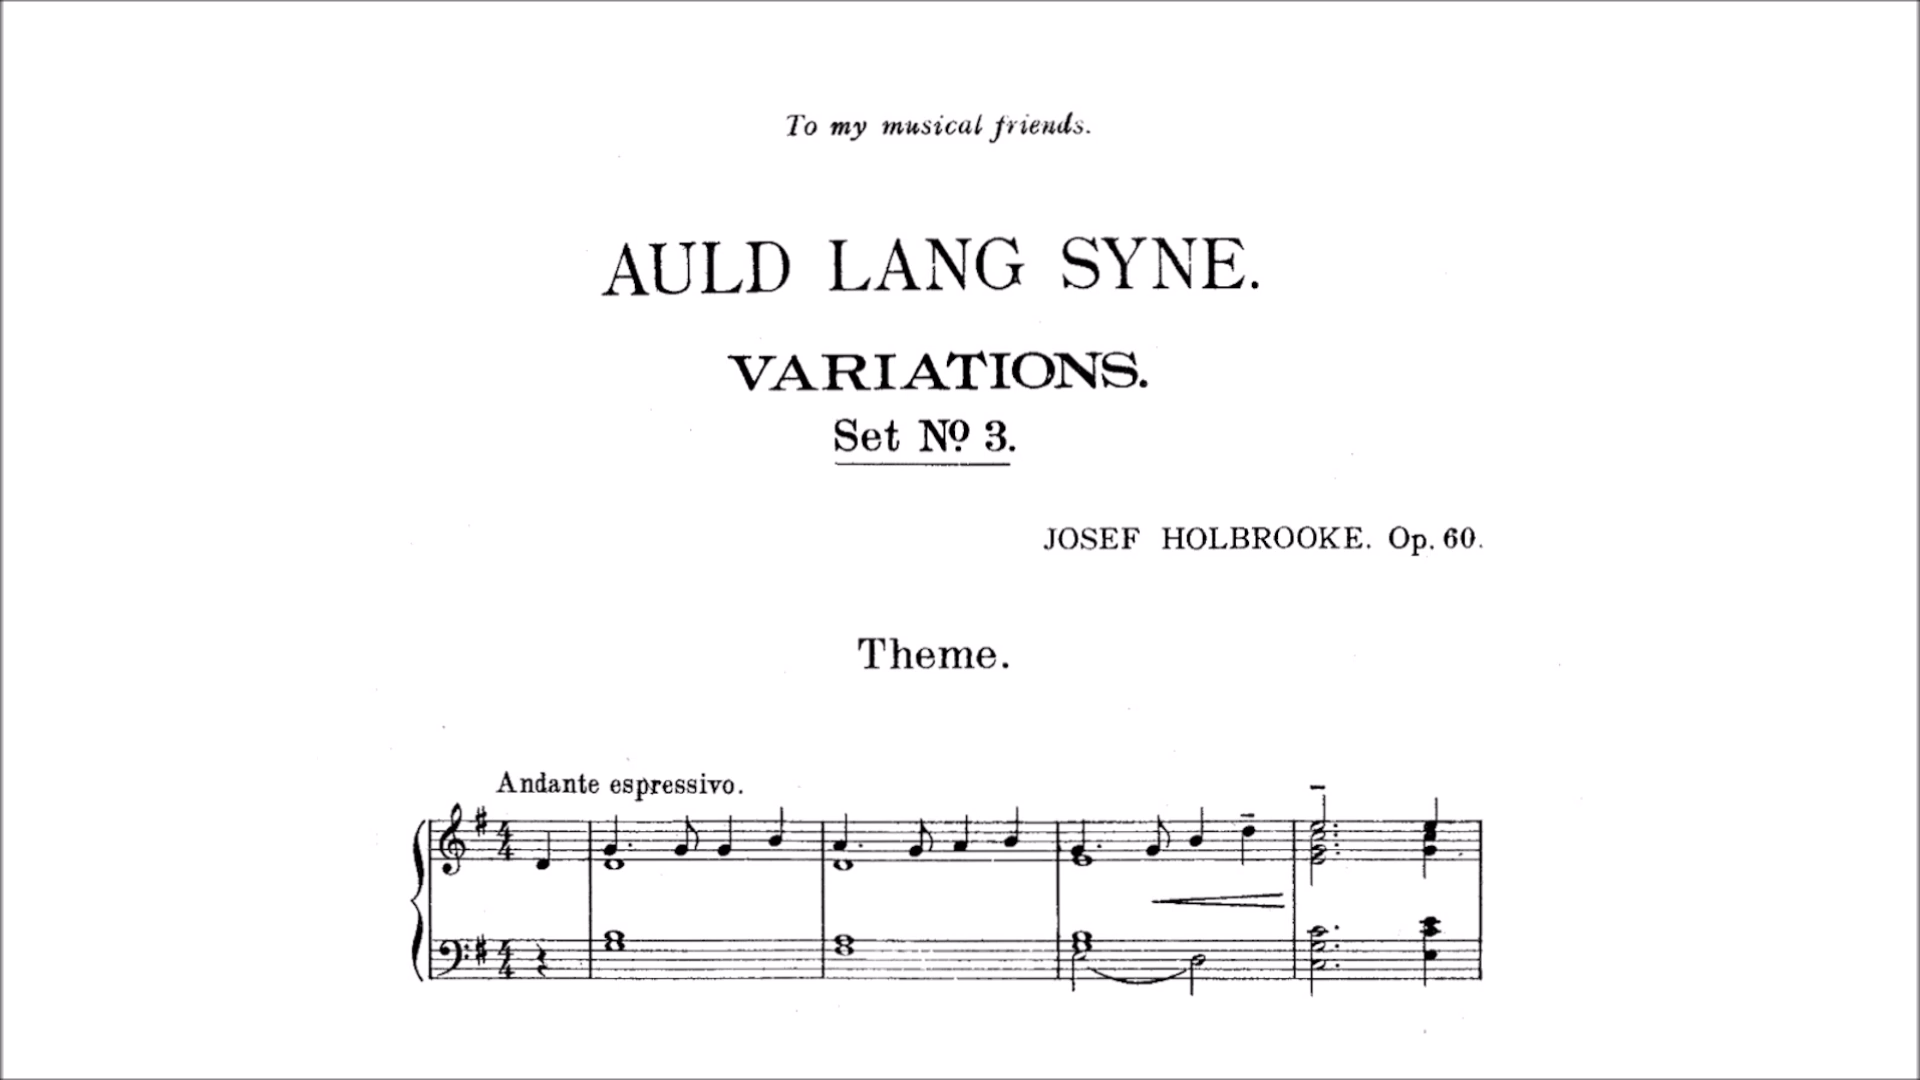 To my musical friends.
AULD LANG SYNE.
VARIATIONS.
Set Nº 3.
JOSEF HOLBROOKE. Op. 60.
Theme.
Andante espressivo.